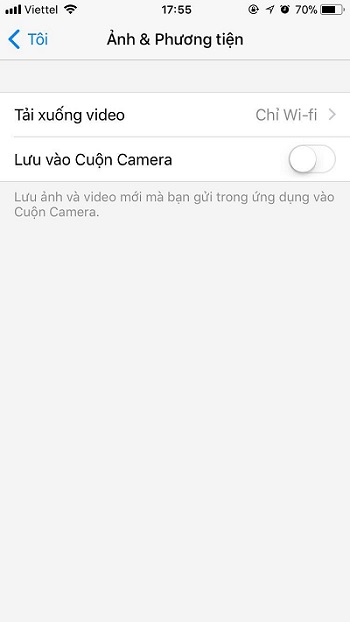 Viettel 17:55 70%
Tôi Ảnh & Phương tiện
Tải xuống video Chỉ Wi-fi
Lưu vào Cuộn Camera
Lưu ảnh và video mới mà bạn gửi trong ứng dụng vào
Cuộn Camera.